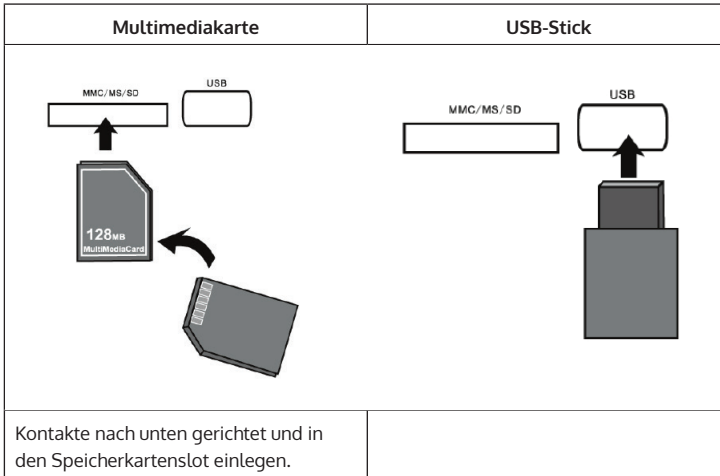 Multimediakarte
USB-Stick
MMC/MS/SD
USB
128MB
MultiMediaCard
MMC/MS/SD
USB
Kontakte nach unten gerichtet und in
den Speicherkartenslot einlegen.